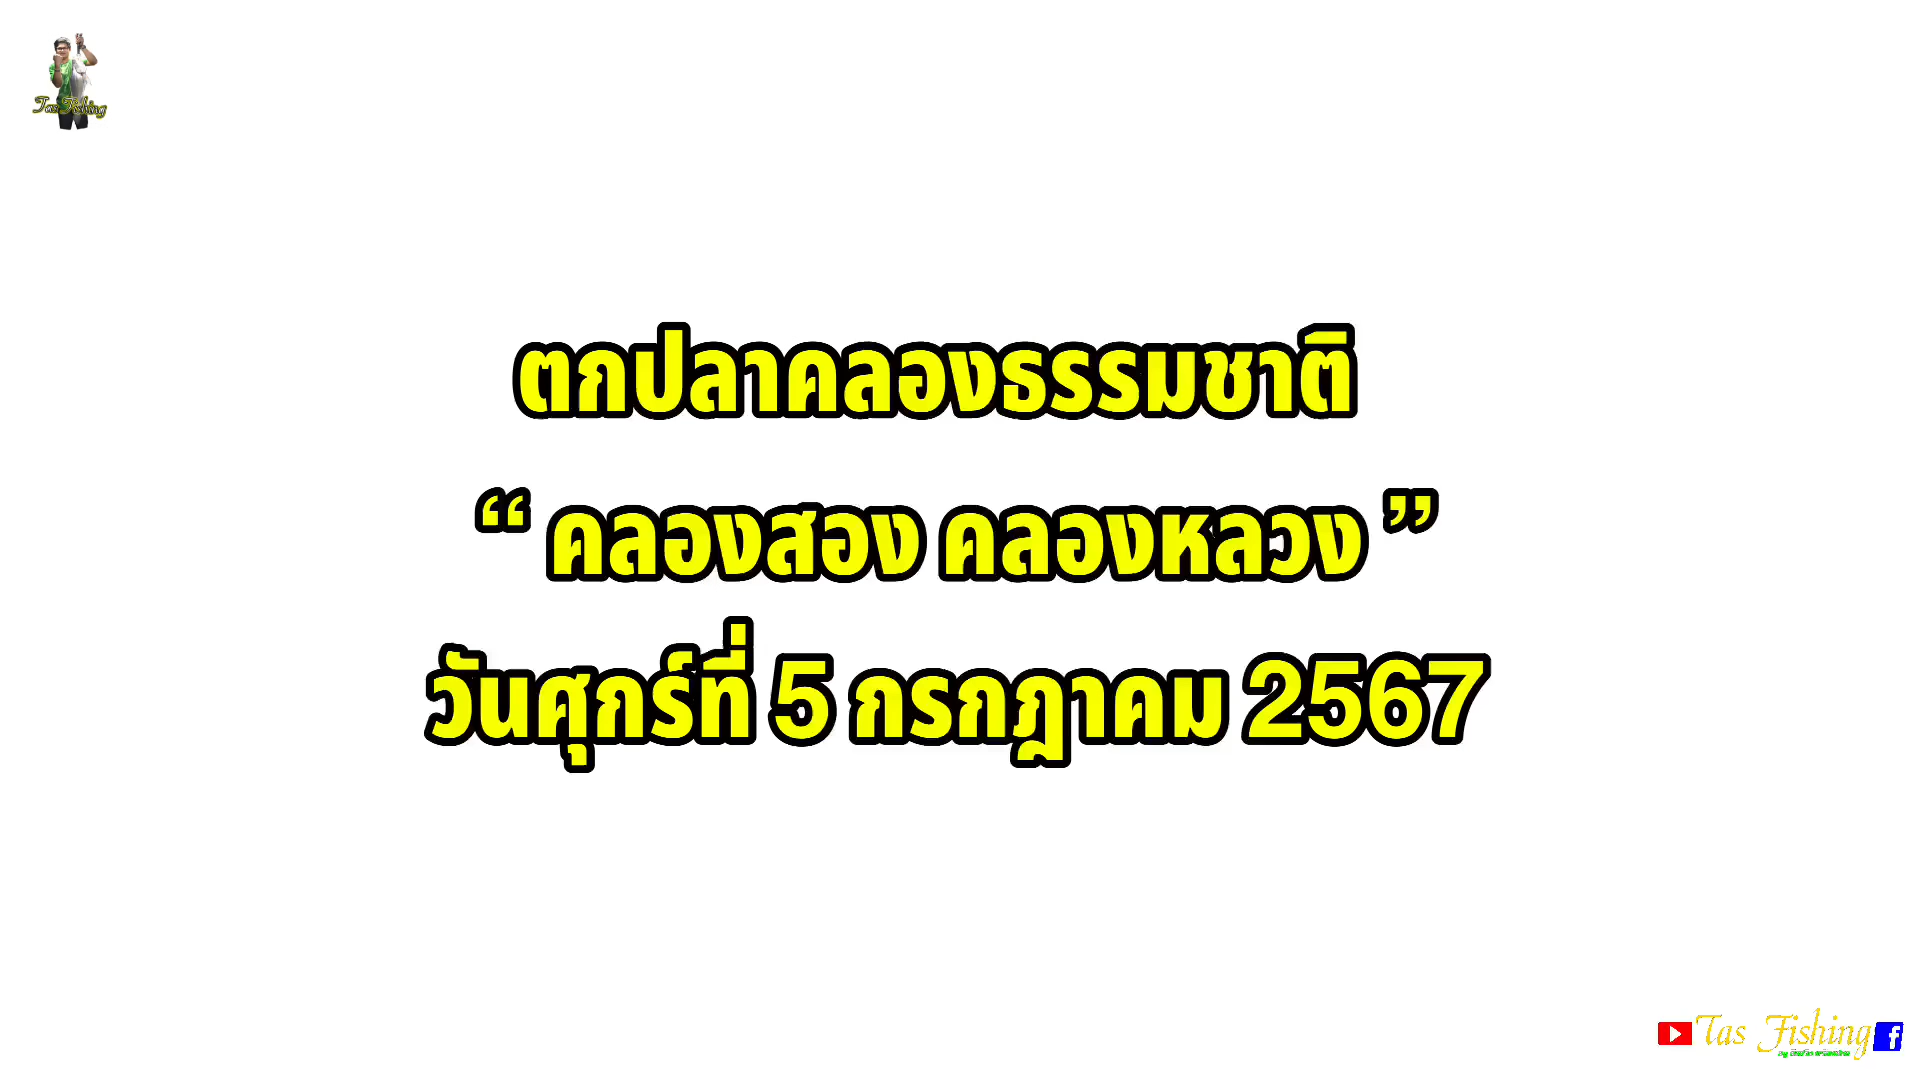 Tas Fishing
ตกปลาคลองธรรมชาติ
“ คลองสอง คลองหลวง ”
วันศุกร์ที่ 5 กรกฎาคม 2567
Tas Fishing